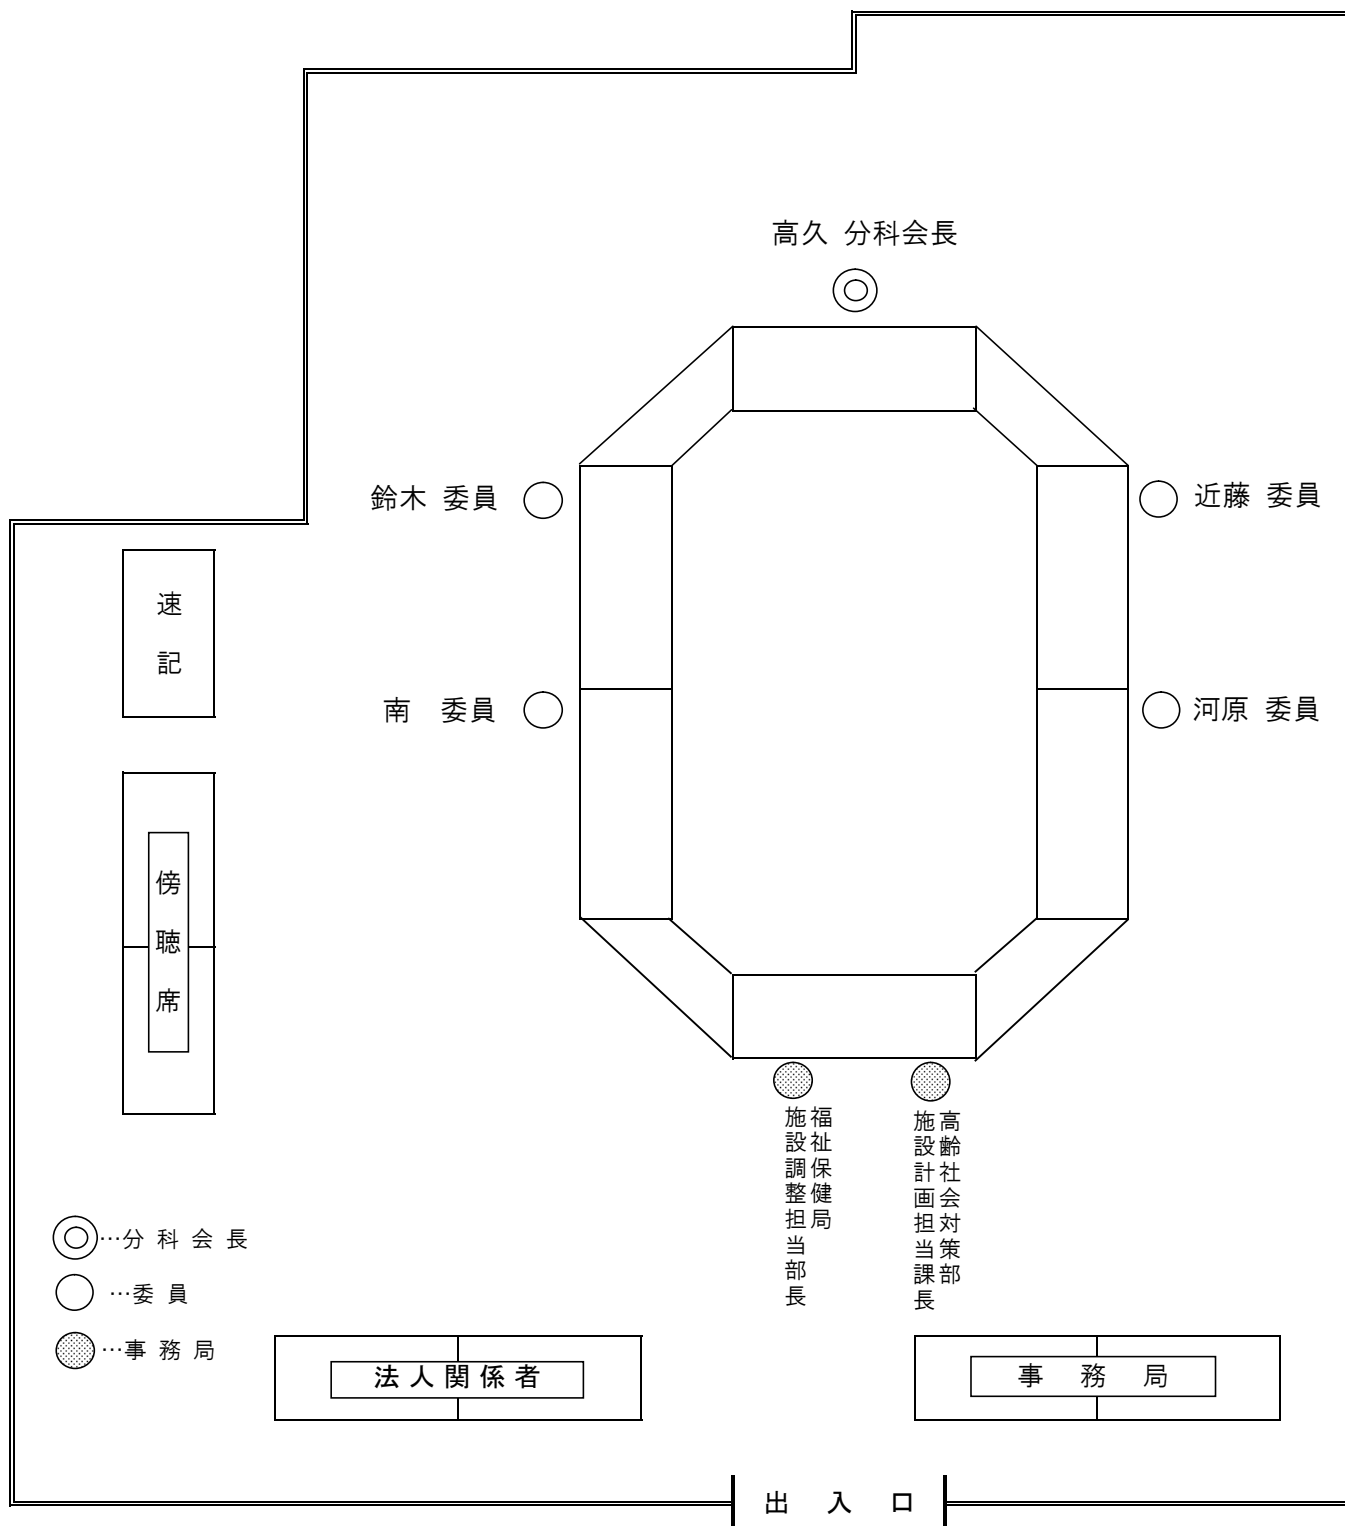 高久 分科会長
鈴木 委員
近藤 委員
速記
南 委員
河原 委員
傍聴席
福祉保健局
施設調整担当部長
高齢社会対策部
施設計画担当課長
…分科会長
…委員
…事務局
法人関係者
事務局
出入口